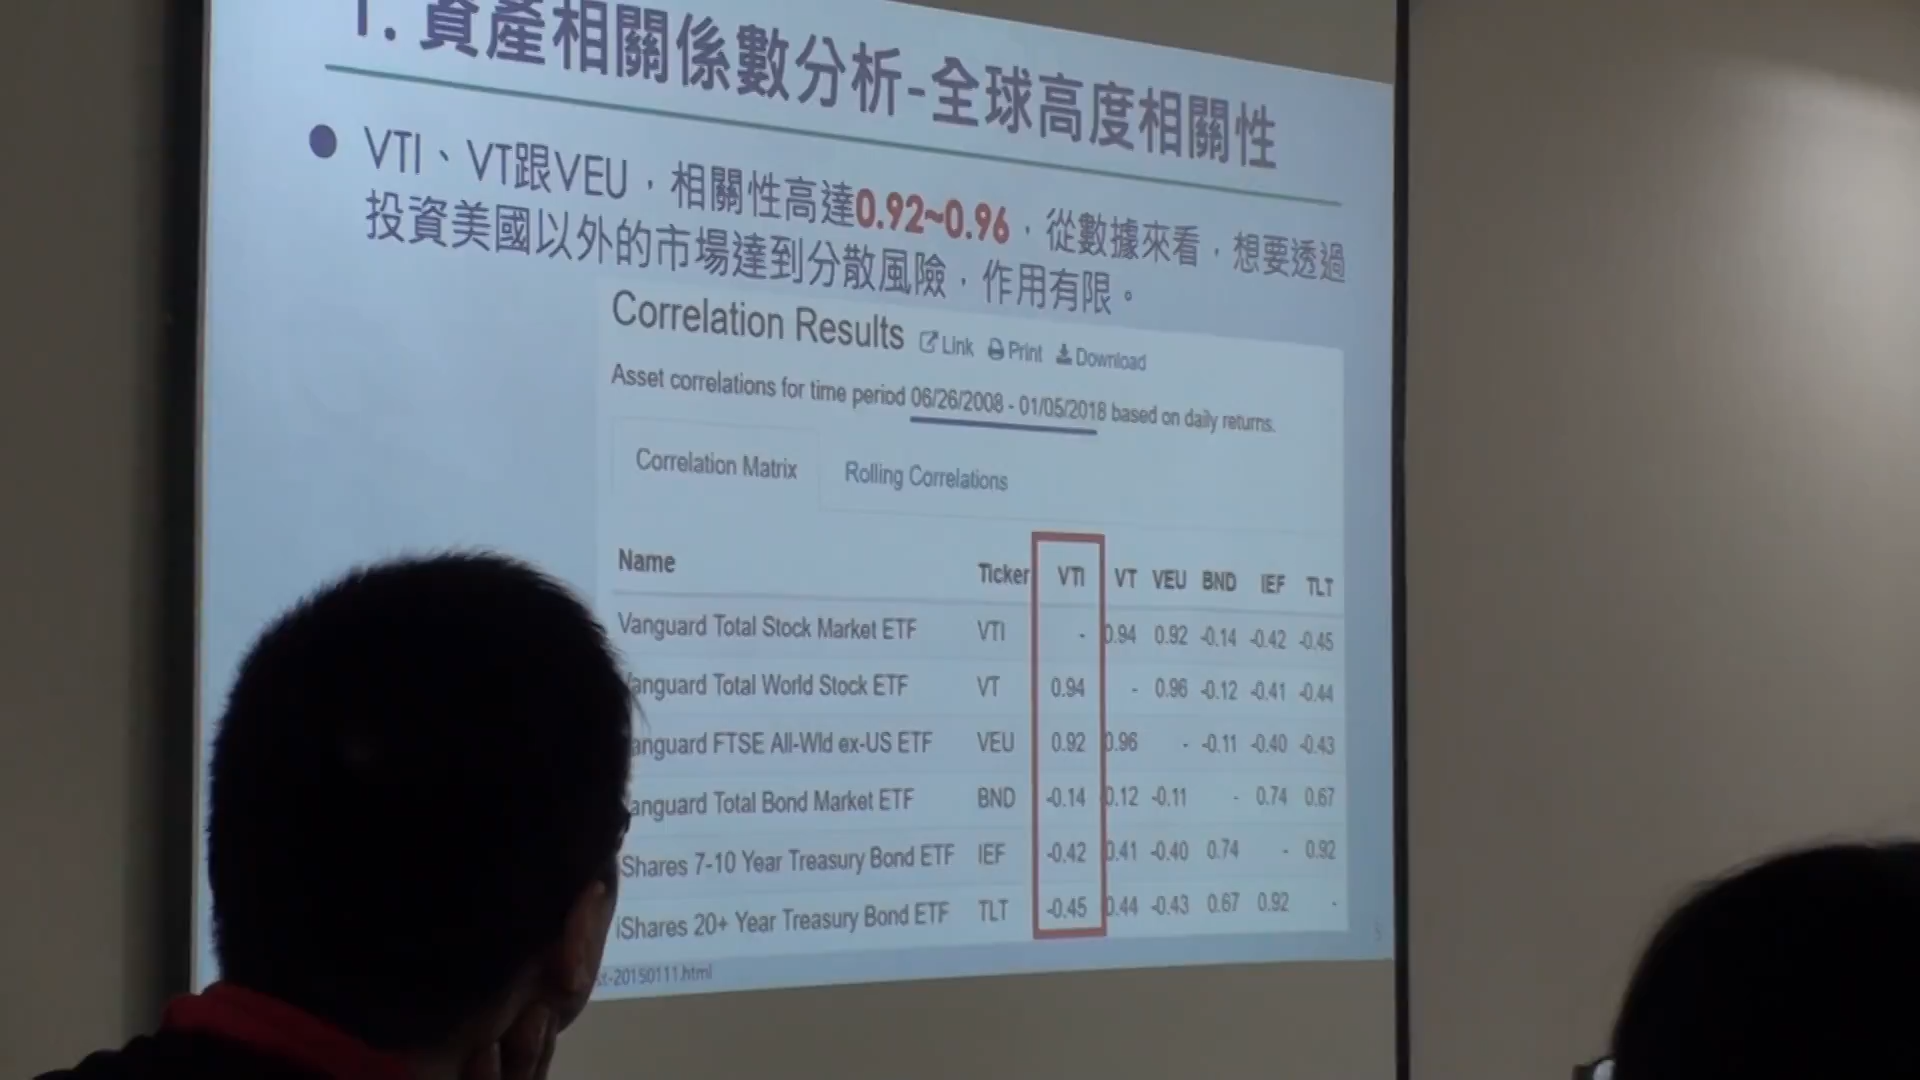 1. 資產相關係數分析-全球高度相關性
VTI、VT跟VEU，相關性高達0.92~0.96，從數據來看，想要透過
投資美國以外的市場達到分散風險，作用有限。
Correlation Results Link Print Download
Asset correlations for time period 06/26/2008 - 01/05/2018 based on daily returns.
Correlation Matrix Rolling Correlations
Name Ticker VTI VT VEU BND IEF TLT
Vanguard Total Stock Market ETF VTI - 0.94 0.92 -0.14 -0.42 -0.45
anguard Total World Stock ETF VT 0.94 - 0.96 -0.12 -0.41 -0.44
anguard FTSE All-Wld ex-US ETF VEU 0.92 0.96 - -0.11 -0.40 -0.43
anguard Total Bond Market ETF BND -0.14 0.12 -0.11 - 0.74 0.67
Shares 7-10 Year Treasury Bond ETF IEF -0.42 0.41 -0.40 0.74 - 0.92
iShares 20+ Year Treasury Bond ETF TLT -0.45 0.44 -0.43 0.67 0.92 -
-20150111.html